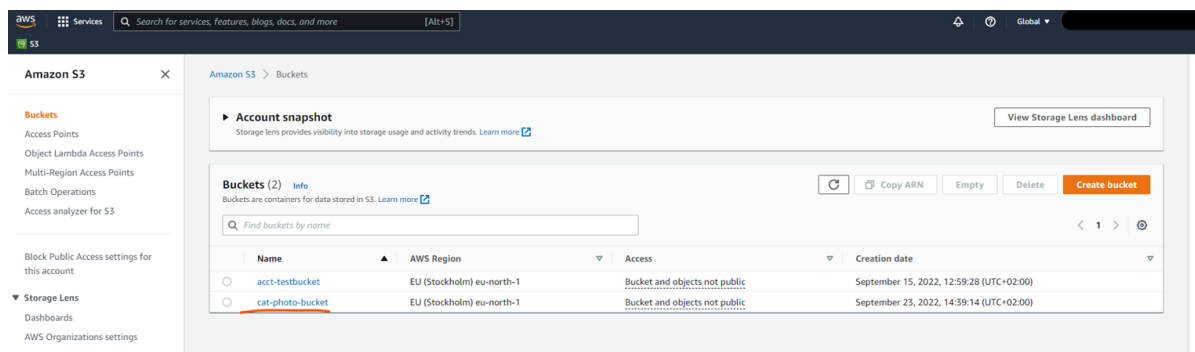 aws Services Search for services, features, blogs, docs, and more [Alt+S] Global
S3
Amazon S3
Buckets
Access Points
Object Lambda Access Points
Multi-Region Access Points
Batch Operations
Access analyzer for S3
Block Public Access settings for
this account
Storage Lens
Dashboards
AWS Organizations settings
Amazon S3 > Buckets
Account snapshot
Storage lens provides visibility into storage usage and activity trends. Learn more
View Storage Lens dashboard
Buckets (2) Info
Buckets are containers for data stored in S3. Learn more
Copy ARN Empty Delete Create bucket
Find buckets by name
1
Name AWS Region Access Creation date
acct-testbucket EU (Stockholm) eu-north-1 Bucket and objects not public September 15, 2022, 12:59:28 (UTC+02:00)
cat-photo-bucket EU (Stockholm) eu-north-1 Bucket and objects not public September 23, 2022, 14:39:14 (UTC+02:00)